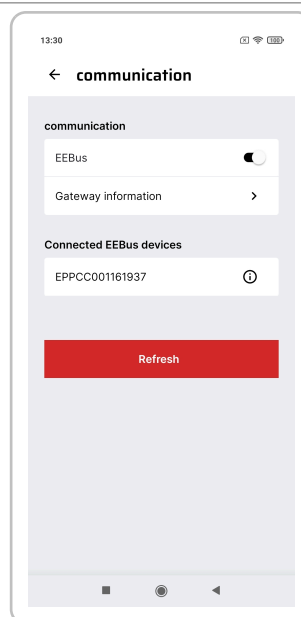 13:30
100
communication
communication
EEBus
Gateway information
Connected EEBus devices
EPPCC001161937
Refresh